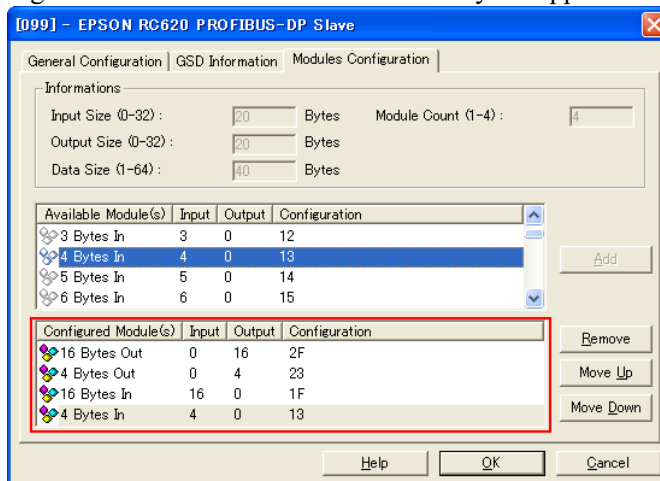 [099] - EPSON RC620 PROFIBUS-DP Slave
General Configuration GSD Information Modules Configuration
Informations
Input Size (0-32) : 20 Bytes Module Count (1-4) : 4
Output Size (0-32) : 20 Bytes
Data Size (1-64) : 40 Bytes
Available Module(s) Input Output Configuration
3 Bytes In 3 0 12
4 Bytes In 4 0 13
Add
5 Bytes In 5 0 14
6 Bytes In 6 0 15
Configured Module(s) Input Output Configuration
Remove
16 Bytes Out 0 16 2F
4 Bytes Out 0 4 23
Move Up
16 Bytes In 16 0 1F
4 Bytes In 4 0 13
Move Down
Help OK Cancel